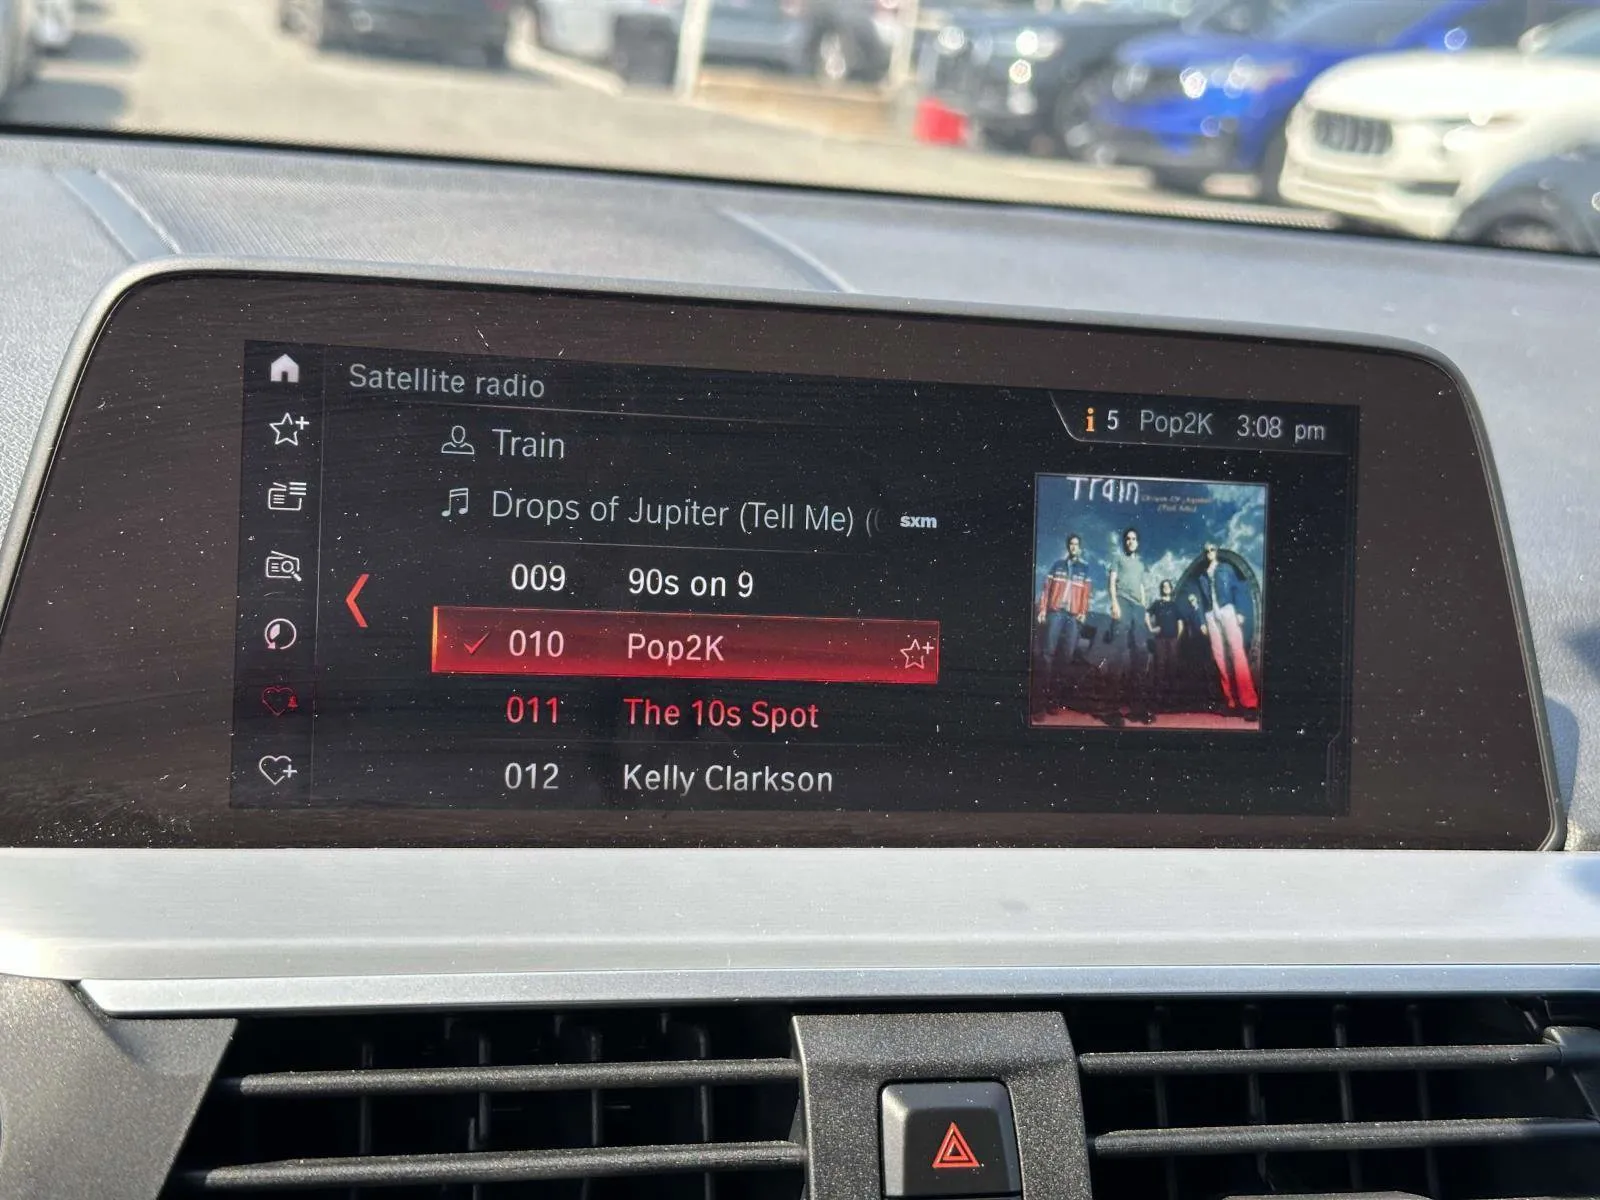 Satellite radio
i 5 Pop2K 3:08 pm
Train
Drops of Jupiter (Tell Me) ( sxm
009 90s on 9
010 Pop2K
011 The 10s Spot
012 Kelly Clarkson
Train